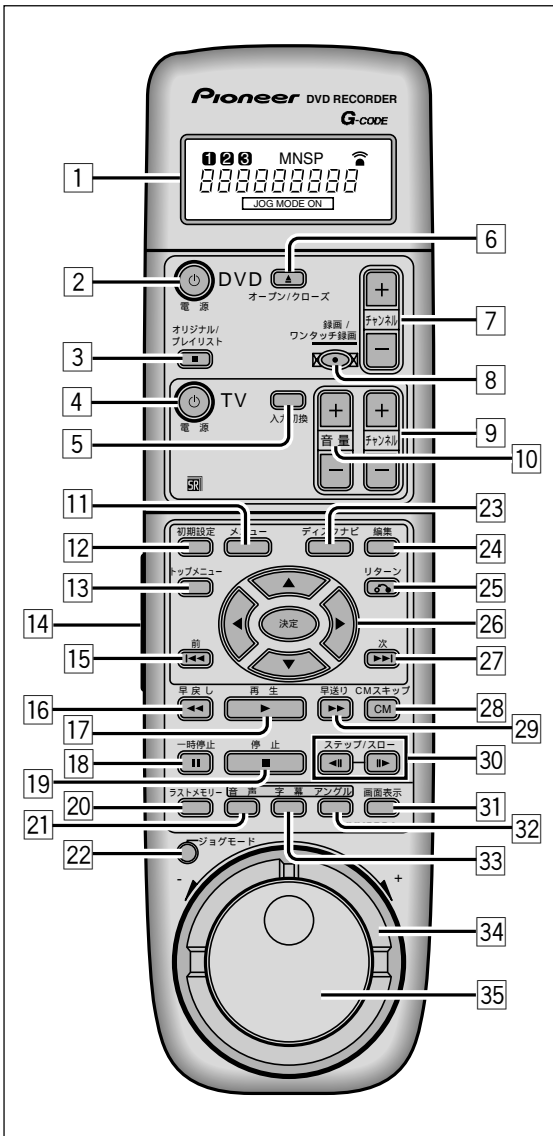 Pioneer DVD RECORDER
G-CODE
1 2 3 MNSP
JOG MODE ON
1
2
DVD
電源
オープン/クローズ
6
チャンネル
7
オリジナル/
プレイリスト
3
録画 /
ワンタッチ録画
8
4
TV
電源
入力切換
5
音量
チャンネル
9
10
SR
11
23
初期設定
メニュー
ディスクナビ
編集
12
24
トップメニュー
リターン
13
25
14
決定
26
前
次
15
27
早戻し
再生
早送り
CMスキップ
CM
16
28
17
29
一時停止
停止
ステップ/スロー
18
30
19
ラストメモリー
音声
字幕
アングル
画面表示
20
31
21
32
ジョグモード
22
33
- +
34
35